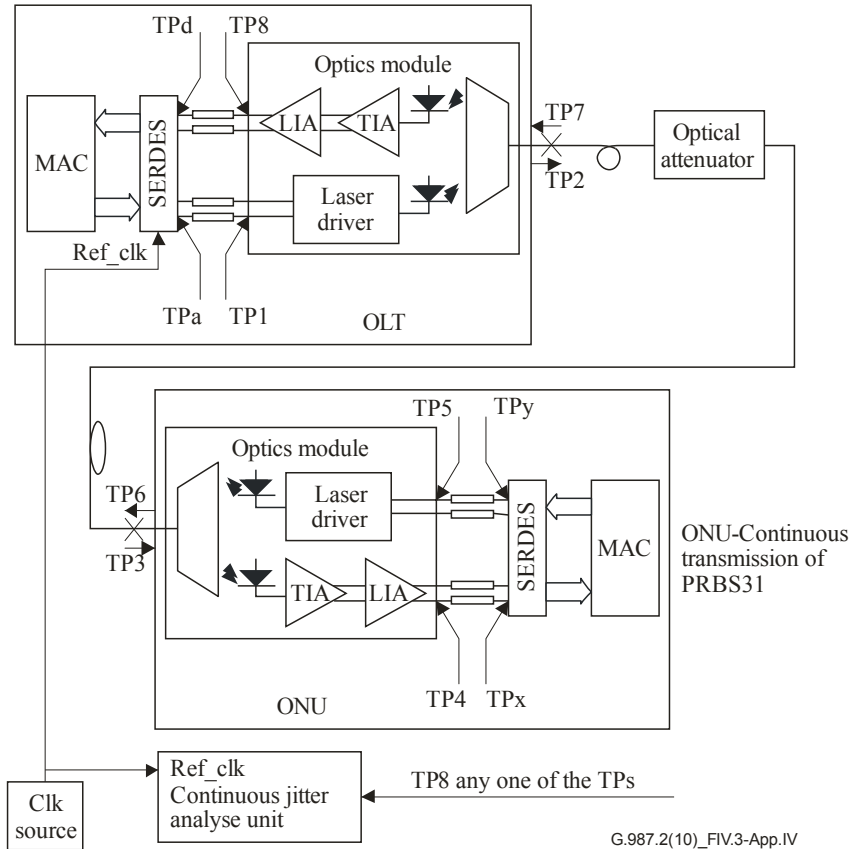 TPd
TP8
Optics module
MAC
SERDES
LIA
TIA
Laser
driver
TP7
TP2
Optical
attenuator
Ref_clk
TPa
TP1
OLT
TP5
TPy
Optics module
Laser
driver
TP6
TP3
TIA
LIA
SERDES
MAC
ONU-Continuous
transmission of
PRBS31
TP4
TPx
ONU
Clk
source
Ref_clk
Continuous jitter
analyse unit
TP8 any one of the TPs
G.987.2(10)_FIV.3-App.IV